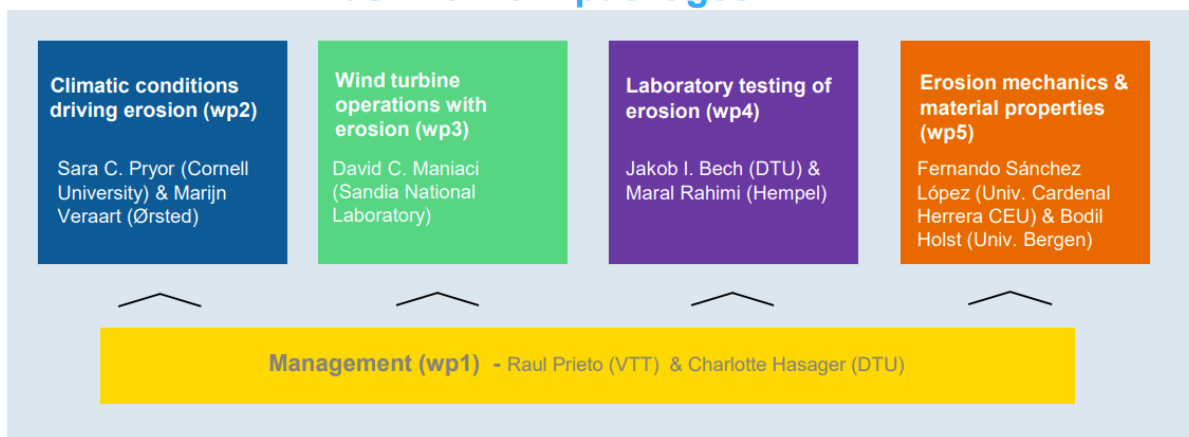 Climatic conditions
driving erosion (wp2)
Sara C. Pryor (Cornell
University) & Marijn
Veraart (Ørsted)
Wind turbine
operations with
erosion (wp3)
David C. Maniaci
(Sandia National
Laboratory)
Laboratory testing of
erosion (wp4)
Jakob I. Bech (DTU) &
Maral Rahimi (Hempel)
Erosion mechanics &
material properties
(wp5)
Fernando Sánchez
López (Univ. Cardenal
Herrera CEU) & Bodil
Holst (Univ. Bergen)
Management (wp1) - Raul Prieto (VTT) & Charlotte Hasager (DTU)